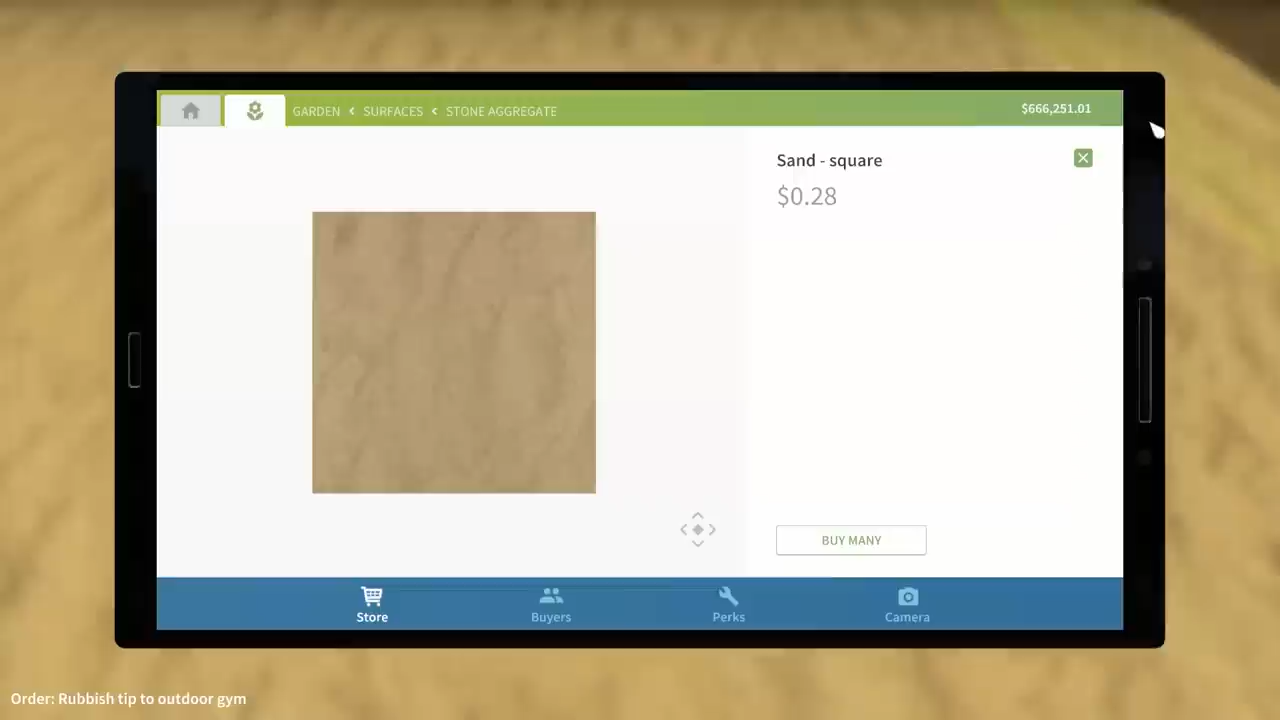 GARDEN < SURFACES < STONE AGGREGATE
$666,251.01
Sand - square
$0.28
BUY MANY
Store
Buyers
Perks
Camera
Order: Rubbish tip to outdoor gym